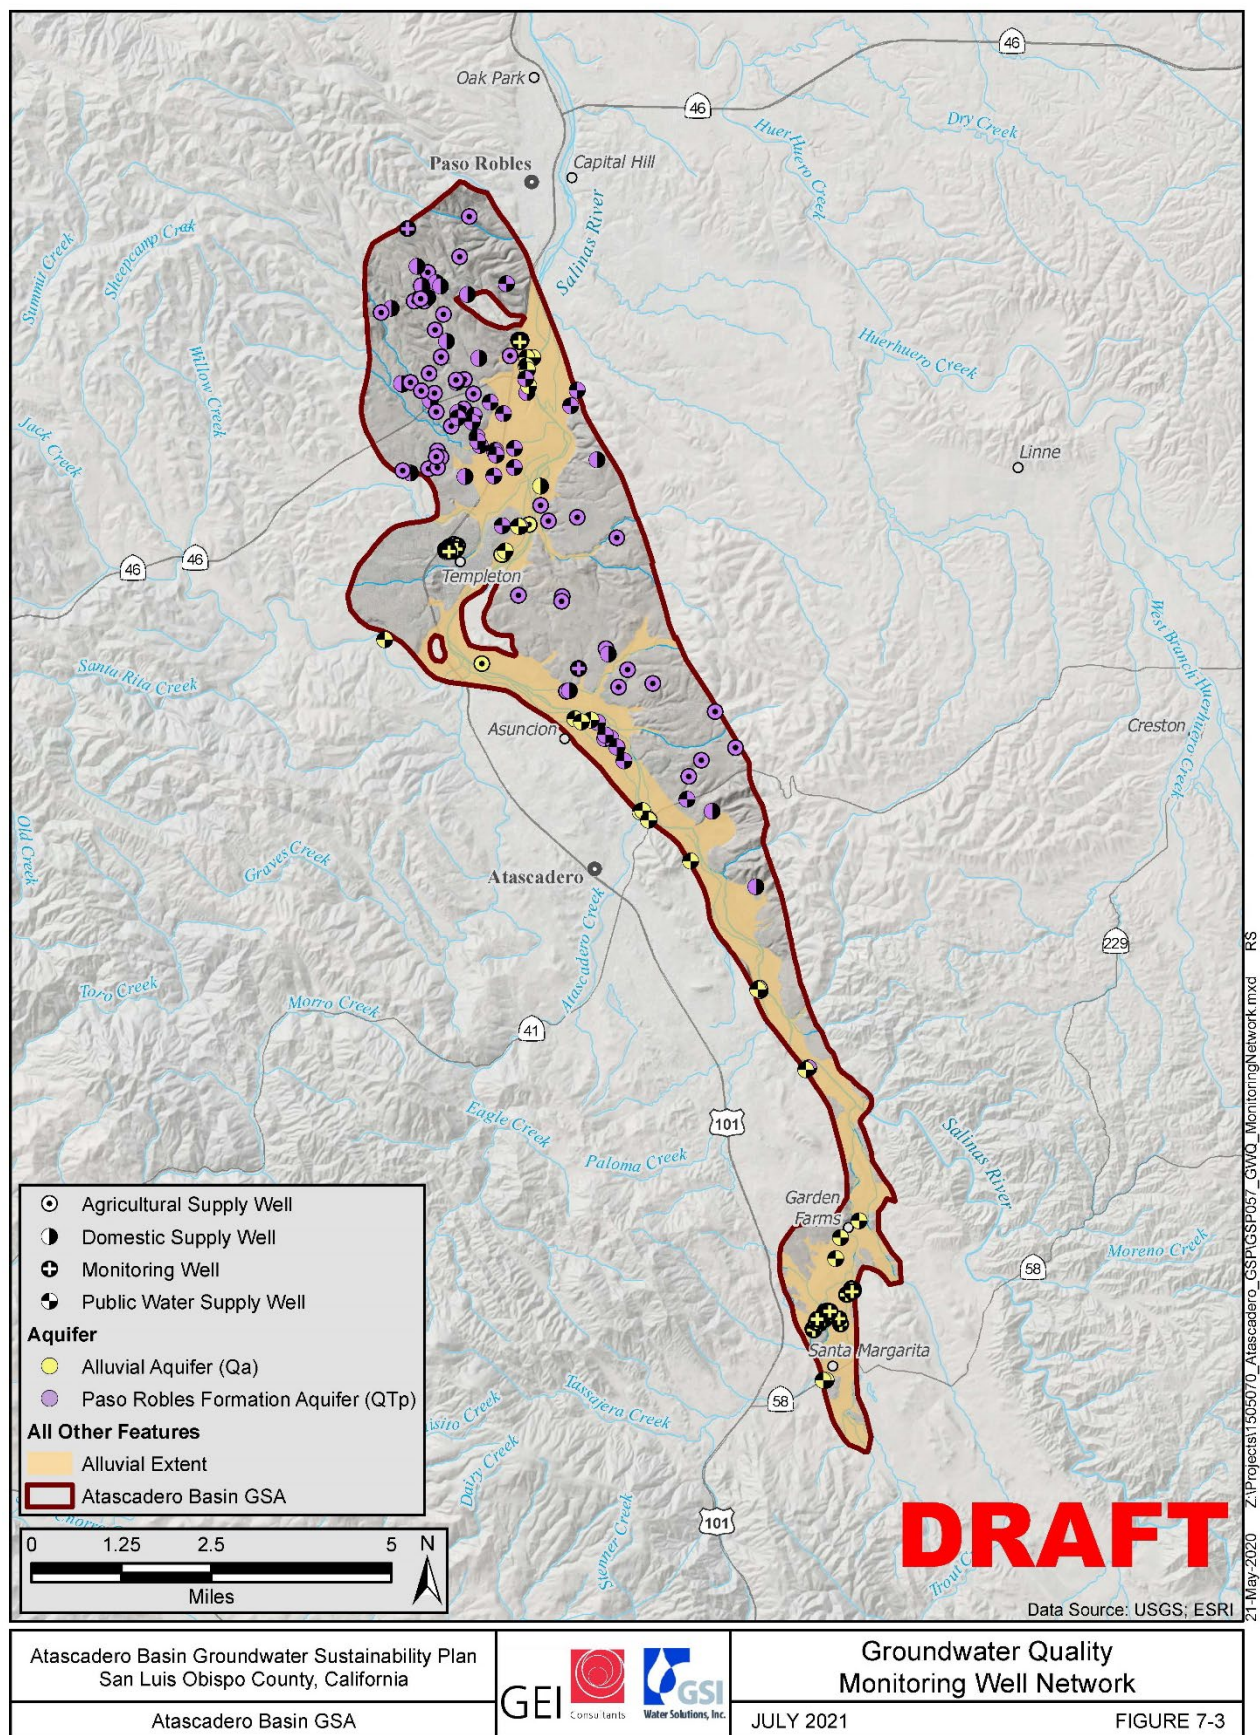 46
Oak Park
46
Dry Creek
Huer Huero Creek
Paso Robles
Capital Hill
Salinas River
Sheepcamp Crak
Summit Creek
Huerhuero Creek
Willow Creek
Jack Creek
Linne
46
46
Templeton
West Branch Huerhuero Creek
Santa Rita Creek
Asuncion
Creston
Old Creek
Graves Creek
Atascadero
Atascadero Creek
229
Toro Creek
Morro Creek
41
Eagle Creek
101
Paloma Creek
Salinas River
Garden
Farms
Moreno Creek
58
Santa Margarita
58
Tassajera Creek
isito Creek
Dairy Creek
Stenner Creek
101
Chorro
Trout C
Agricultural Supply Well
Domestic Supply Well
Monitoring Well
Public Water Supply Well
Aquifer
Alluvial Aquifer (Qa)
Paso Robles Formation Aquifer (QTp)
All Other Features
Alluvial Extent
Atascadero Basin GSA
0 1.25 2.5 5 N
Miles
DRAFT
Data Source: USGS; ESRI
21-May-2020 Z:\Projects\1505070_Atascadero_GSP\GSP057_GWQ_MonitoringNetwork.mxd RS
Atascadero Basin Groundwater Sustainability Plan
San Luis Obispo County, California
Atascadero Basin GSA
GEI Consultants
GSI
Water Solutions, Inc.
Groundwater Quality
Monitoring Well Network
JULY 2021 FIGURE 7-3